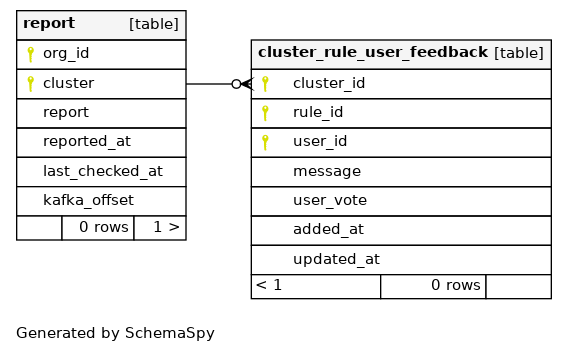 report [table]
org_id
cluster
report
reported_at
last_checked_at
kafka_offset
0 rows 1 >
cluster_rule_user_feedback [table]
cluster_id
rule_id
user_id
message
user_vote
added_at
updated_at
< 1 0 rows
Generated by SchemaSpy